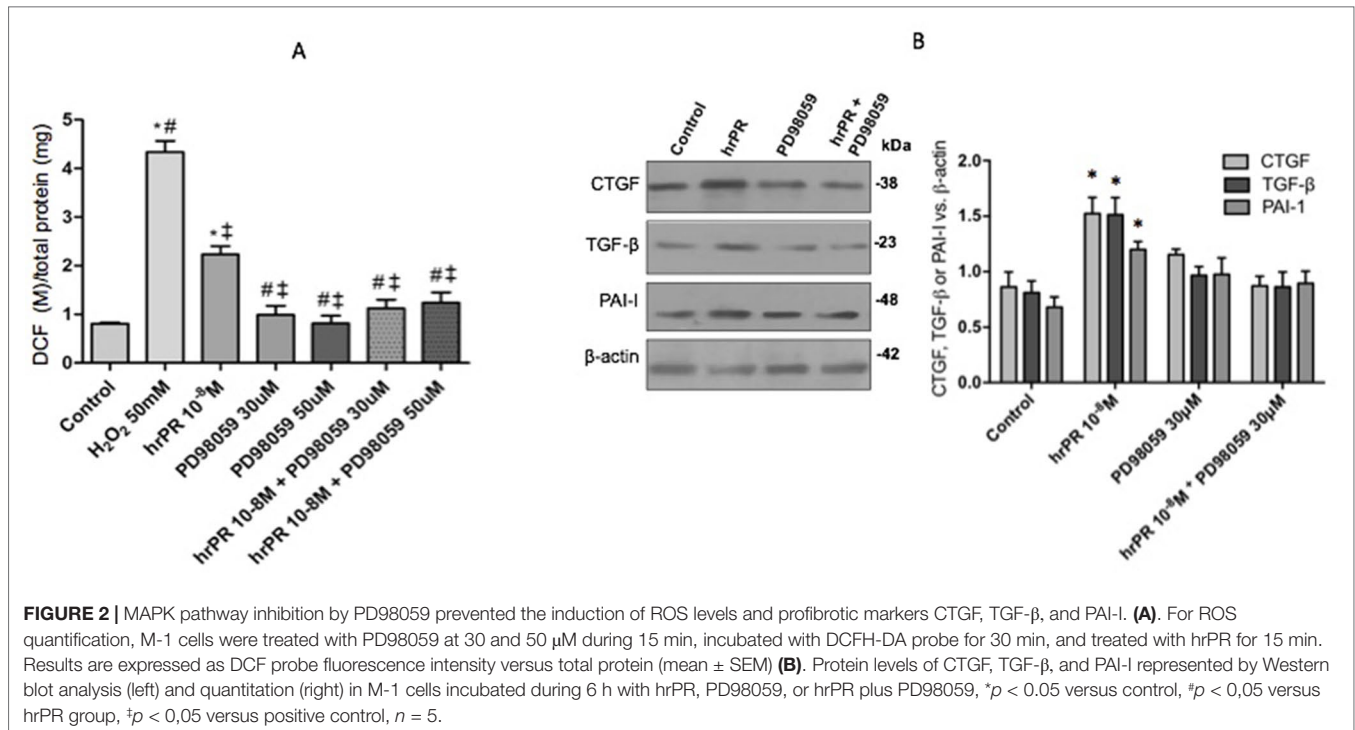 A
DCF (M)/total protein (mg)
5
4
3
2
1
0
*#
*‡
#‡
#‡
#‡
#‡
Control
H₂O₂ 50mM
hrPR 10⁻⁸M
PD98059 30uM
PD98059 50uM
hrPR 10-8M + PD98059 30uM
hrPR 10-8M + PD98059 50uM
B
Control
hrPR
PD98059
hrPR +
PD98059
kDa
CTGF
-38
TGF-β
-23
PAI-I
-48
β-actin
-42
CTGF, TGF-β or PAI-I vs. β-actin
2.0
1.5
1.0
0.5
0.0
* * *
CTGF
TGF-β
PAI-1
Control
hrPR 10⁻⁸M
PD98059 30µM
hrPR 10⁻⁸M + PD98059 30µM
FIGURE 2 | MAPK pathway inhibition by PD98059 prevented the induction of ROS levels and profibrotic markers CTGF, TGF-β, and PAI-I. (A). For ROS
quantification, M-1 cells were treated with PD98059 at 30 and 50 μM during 15 min, incubated with DCFH-DA probe for 30 min, and treated with hrPR for 15 min.
Results are expressed as DCF probe fluorescence intensity versus total protein (mean ± SEM) (B). Protein levels of CTGF, TGF-β, and PAI-I represented by Western
blot analysis (left) and quantitation (right) in M-1 cells incubated during 6 h with hrPR, PD98059, or hrPR plus PD98059, *p < 0.05 versus control, #p < 0,05 versus
hrPR group, ‡p < 0,05 versus positive control, n = 5.